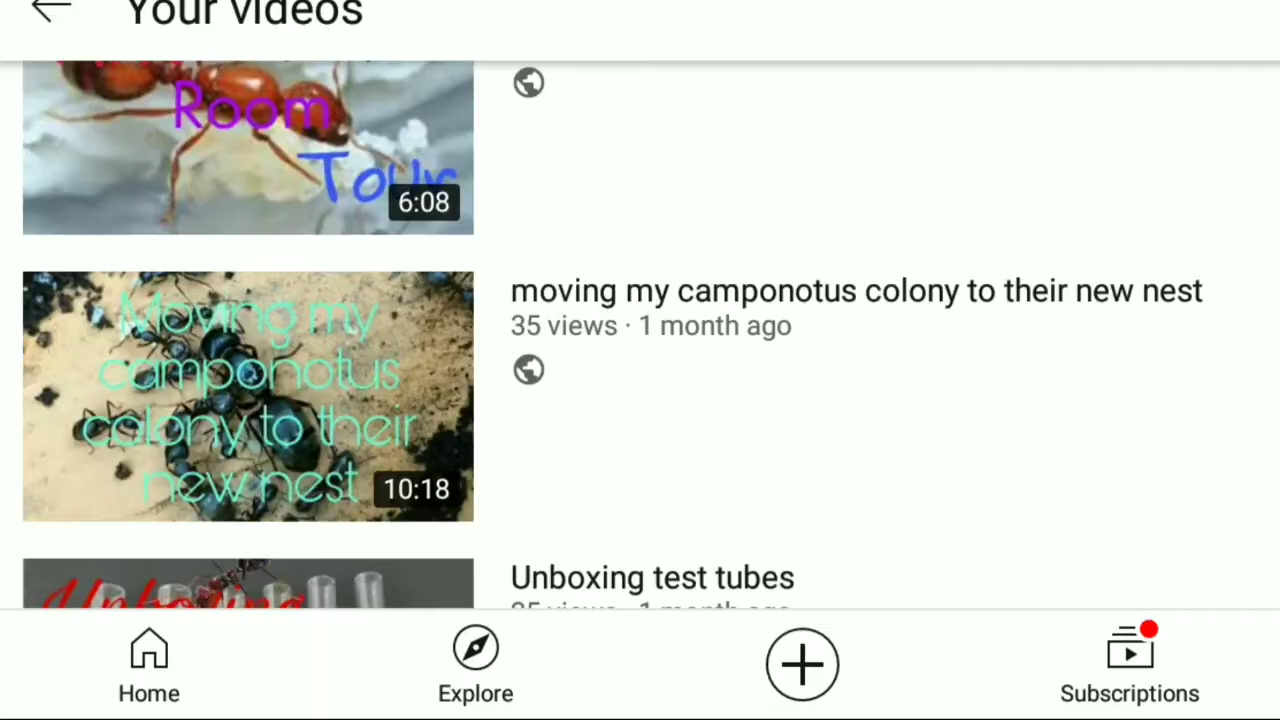 Your videos
Room
Tour
6:08
moving my camponotus colony to their new nest
35 views · 1 month ago
Moving my
camponotus
colony to their
new nest
10:18
Unboxing test tubes
Unboxing
Home
Explore
Subscriptions